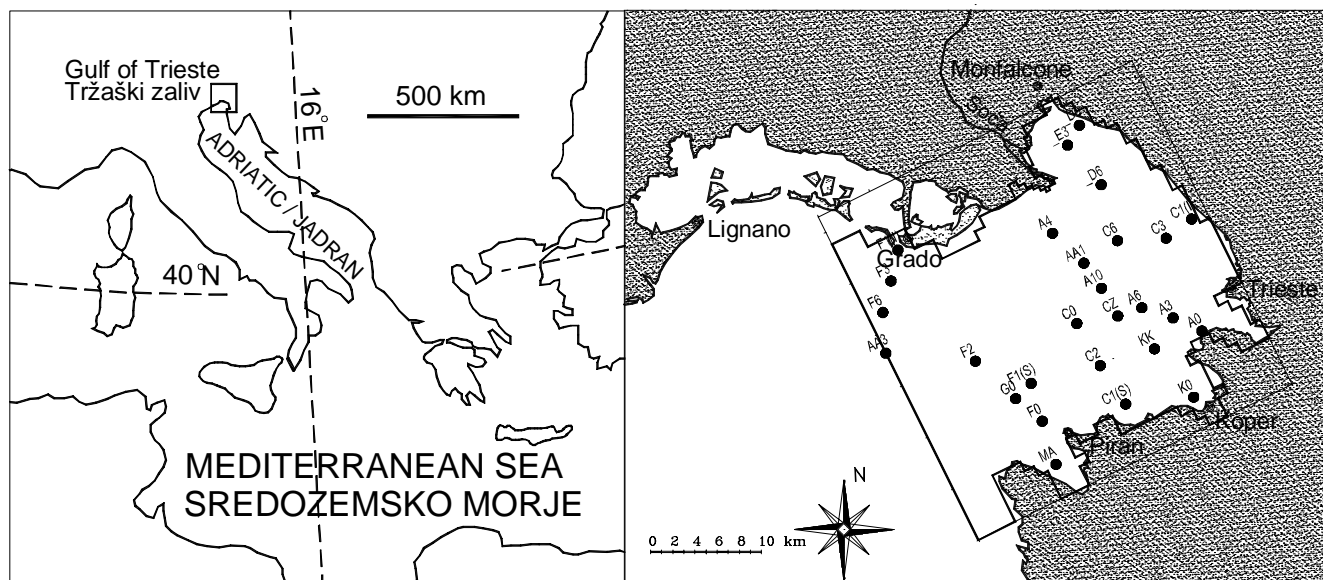 Gulf of Trieste
Tržaški zaliv
500 km
16°E
ADRIATIC / JADRAN
40°N
MEDITERRANEAN SEA
SREDOZEMSKO MORJE
Monfalcone
E3
D6
C1(I)
A4
C6
C3
Lignano
Grado
AA1
F3
A10
Trieste
F6
C0
CZ
A6
A3
A0
AA3
F2
C2
KK
F1(S)
G0
C1(S)
K0
F0
Koper
Piran
MA
N
0 2 4 6 8 10 km